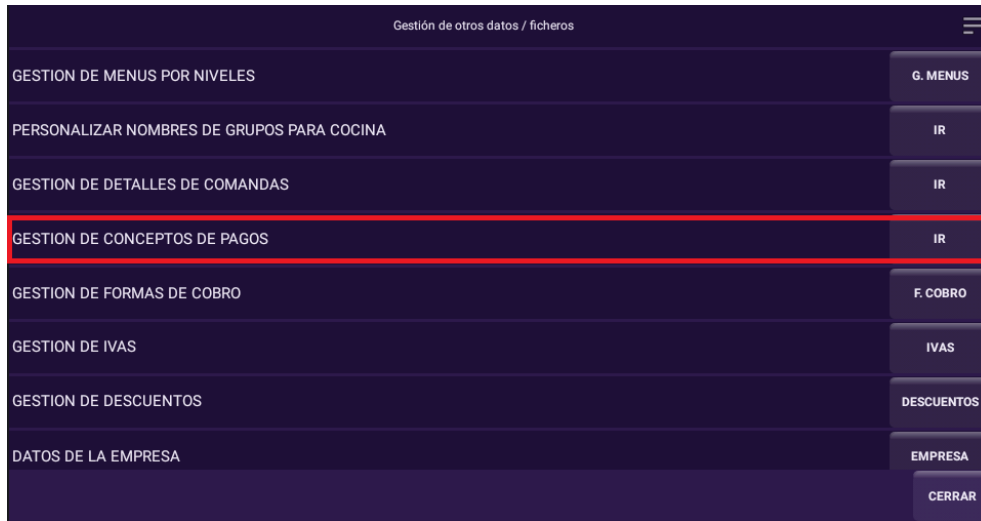 Gestión de otros datos / ficheros
GESTION DE MENUS POR NIVELES G. MENUS
PERSONALIZAR NOMBRES DE GRUPOS PARA COCINA IR
GESTION DE DETALLES DE COMANDAS IR
GESTION DE CONCEPTOS DE PAGOS IR
GESTION DE FORMAS DE COBRO F. COBRO
GESTION DE IVAS IVAS
GESTION DE DESCUENTOS DESCUENTOS
DATOS DE LA EMPRESA EMPRESA
CERRAR